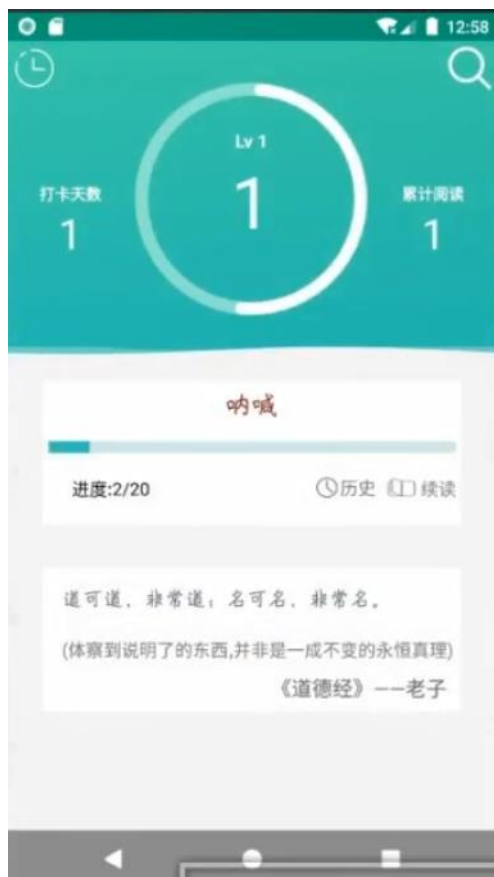 12:58
Lv 1
1
打卡天数
1
累计阅读
1
呐喊
进度:2/20
历史
续读
道可道，非常道；名可名，非常名。
(体察到说明了的东西,并非是一成不变的永恒真理)
《道德经》——老子